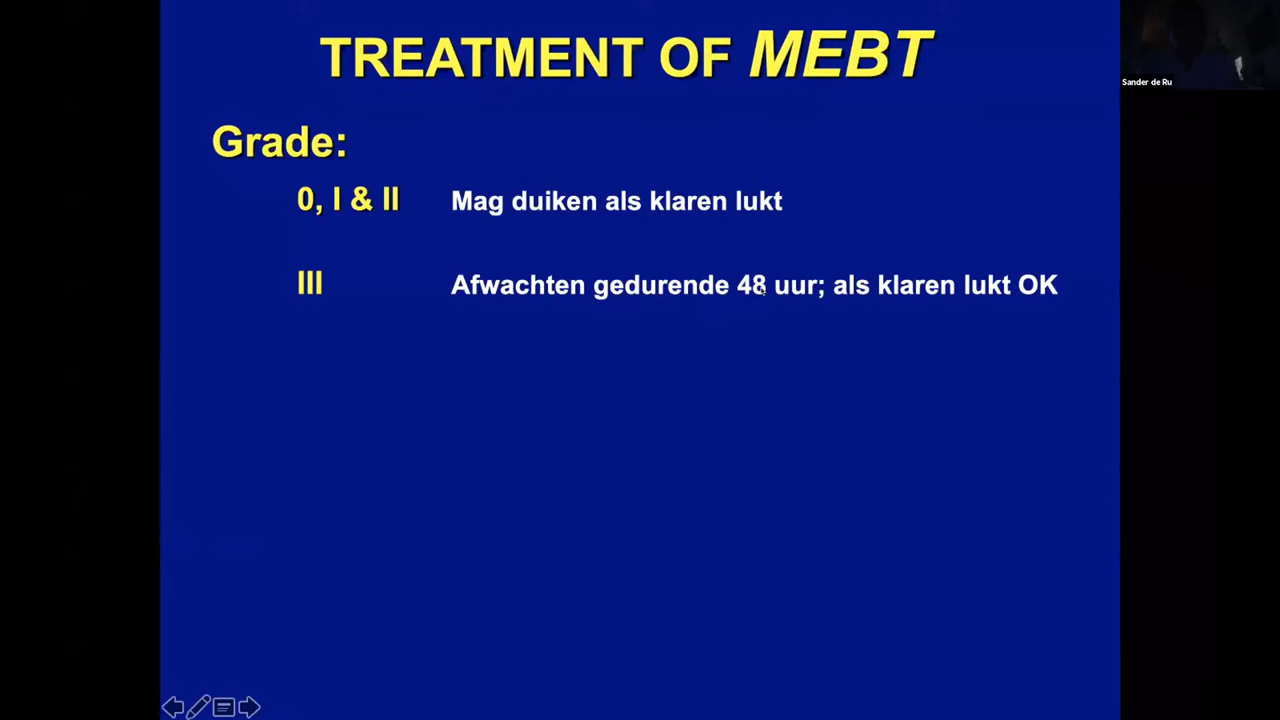 TREATMENT OF MEBT
Sander de Ru
Grade:
0, I & II Mag duiken als klaren lukt
III Afwachten gedurende 48 uur; als klaren lukt OK